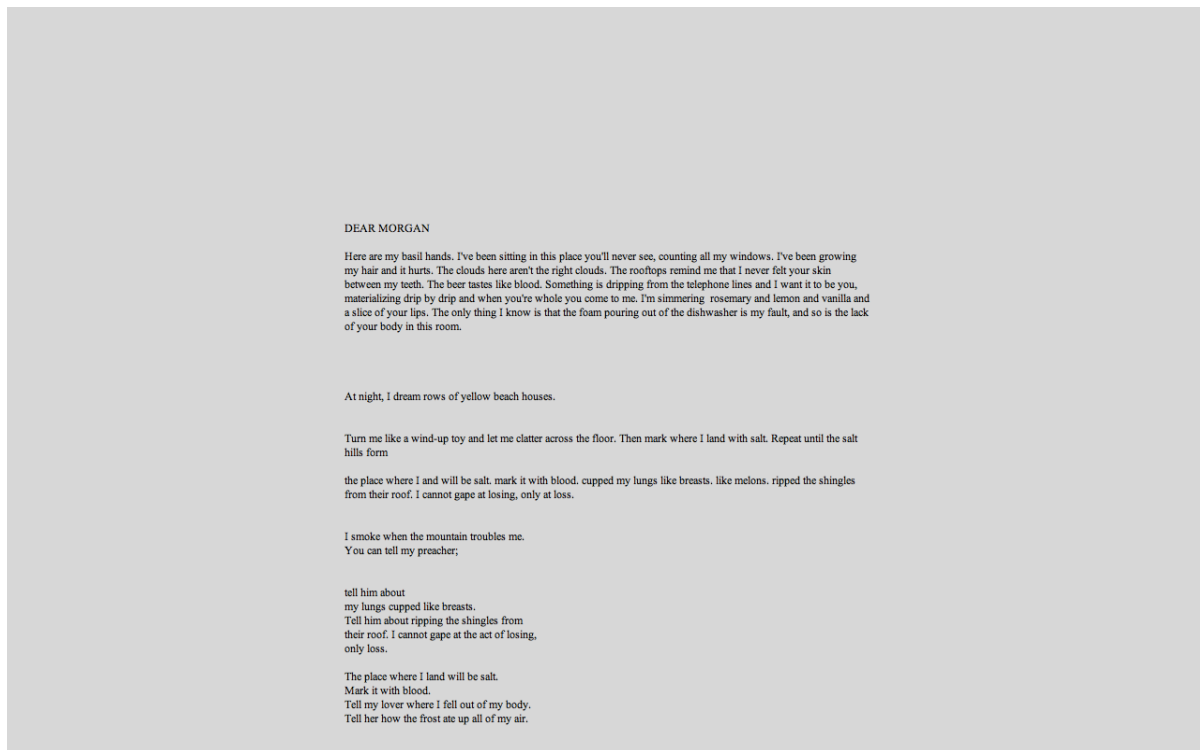 DEAR MORGAN
Here are my basil hands. I've been sitting in this place you'll never see, counting all my windows. I've been growing
my hair and it hurts. The clouds here aren't the right clouds. The rooftops remind me that I never felt your skin
between my teeth. The beer tastes like blood. Something is dripping from the telephone lines and I want it to be you,
materializing drip by drip and when you're whole you come to me. I'm simmering  rosemary and lemon and vanilla and
a slice of your lips. The only thing I know is that the foam pouring out of the dishwasher is my fault, and so is the lack
of your body in this room.
At night, I dream rows of yellow beach houses.
Turn me like a wind-up toy and let me clatter across the floor. Then mark where I land with salt. Repeat until the salt
hills form
the place where I and will be salt. mark it with blood. cupped my lungs like breasts. like melons. ripped the shingles
from their roof. I cannot gape at losing, only at loss.
I smoke when the mountain troubles me.
You can tell my preacher;
tell him about
my lungs cupped like breasts.
Tell him about ripping the shingles from
their roof. I cannot gape at the act of losing,
only loss.
The place where I land will be salt.
Mark it with blood.
Tell my lover where I fell out of my body.
Tell her how the frost ate up all of my air.